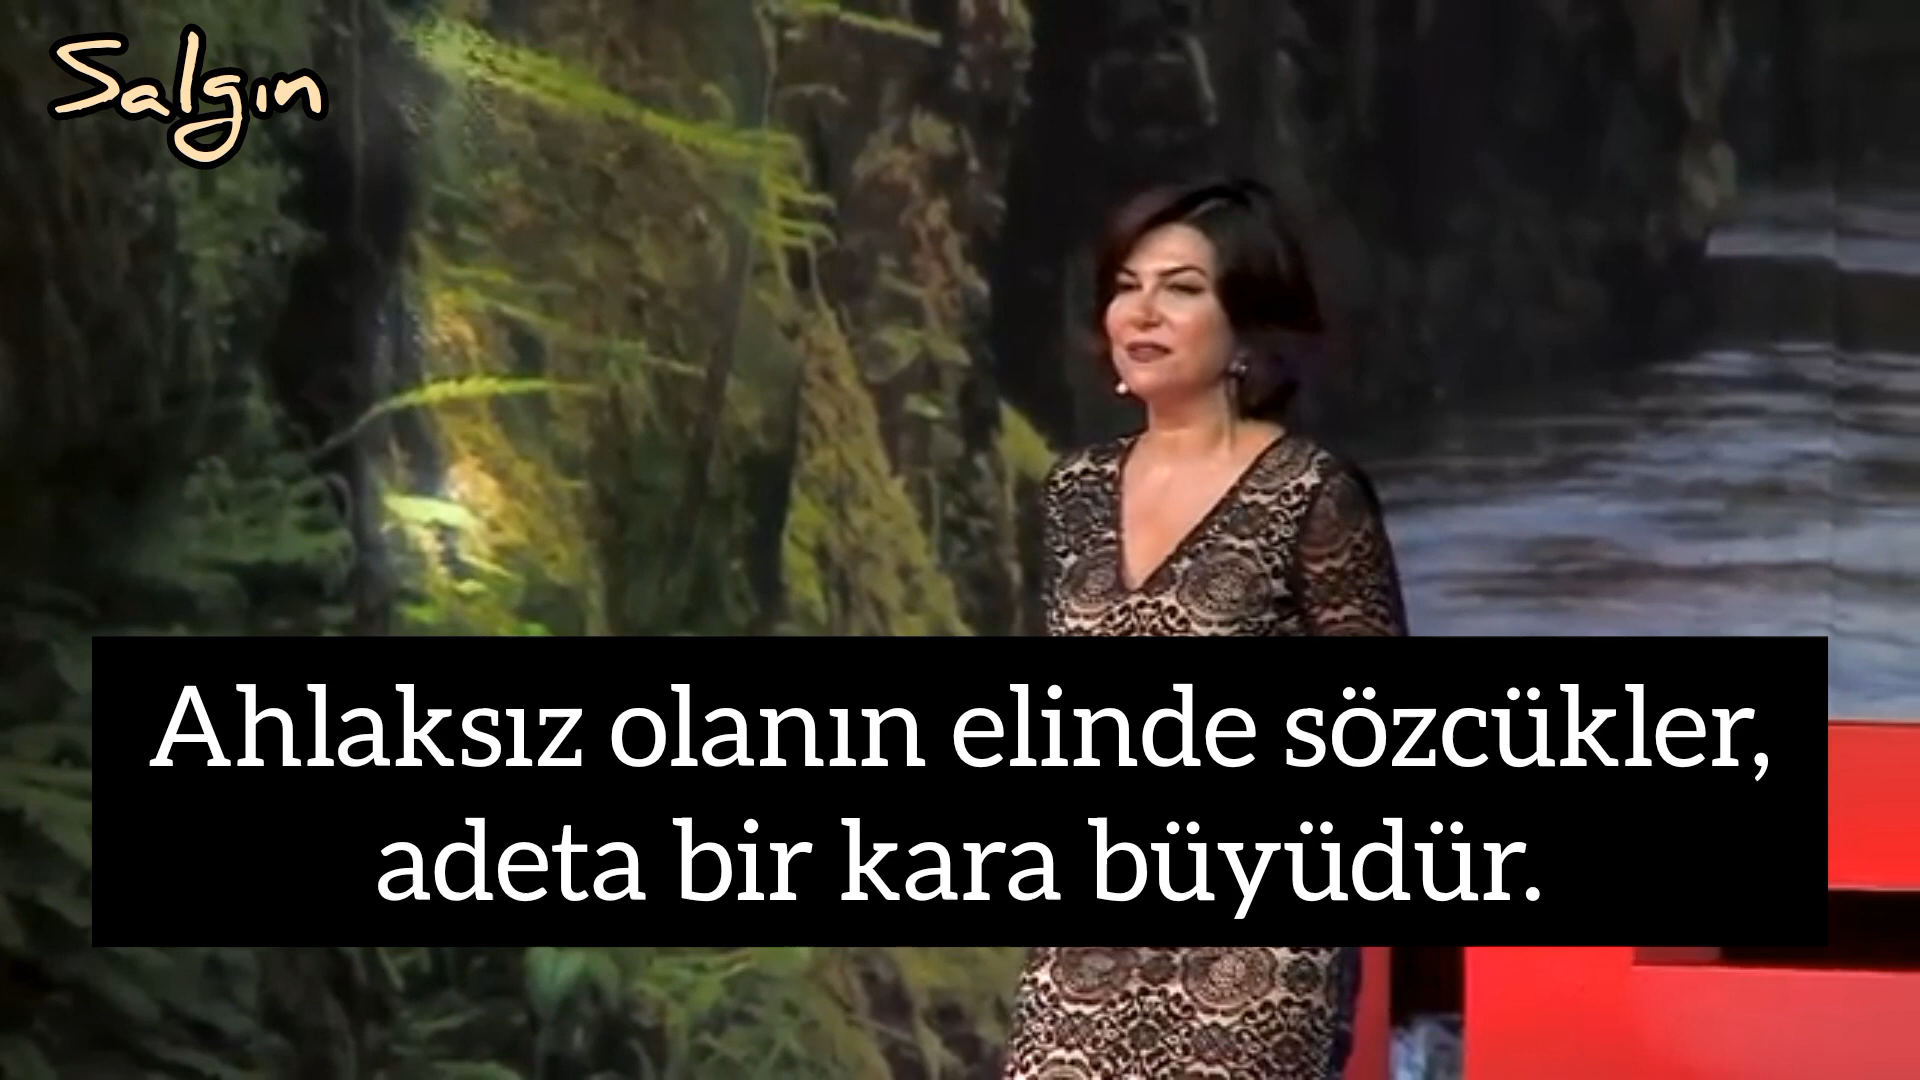 Salgın
Ahlaksız olanın elinde sözcükler,
adeta bir kara büyüdür.